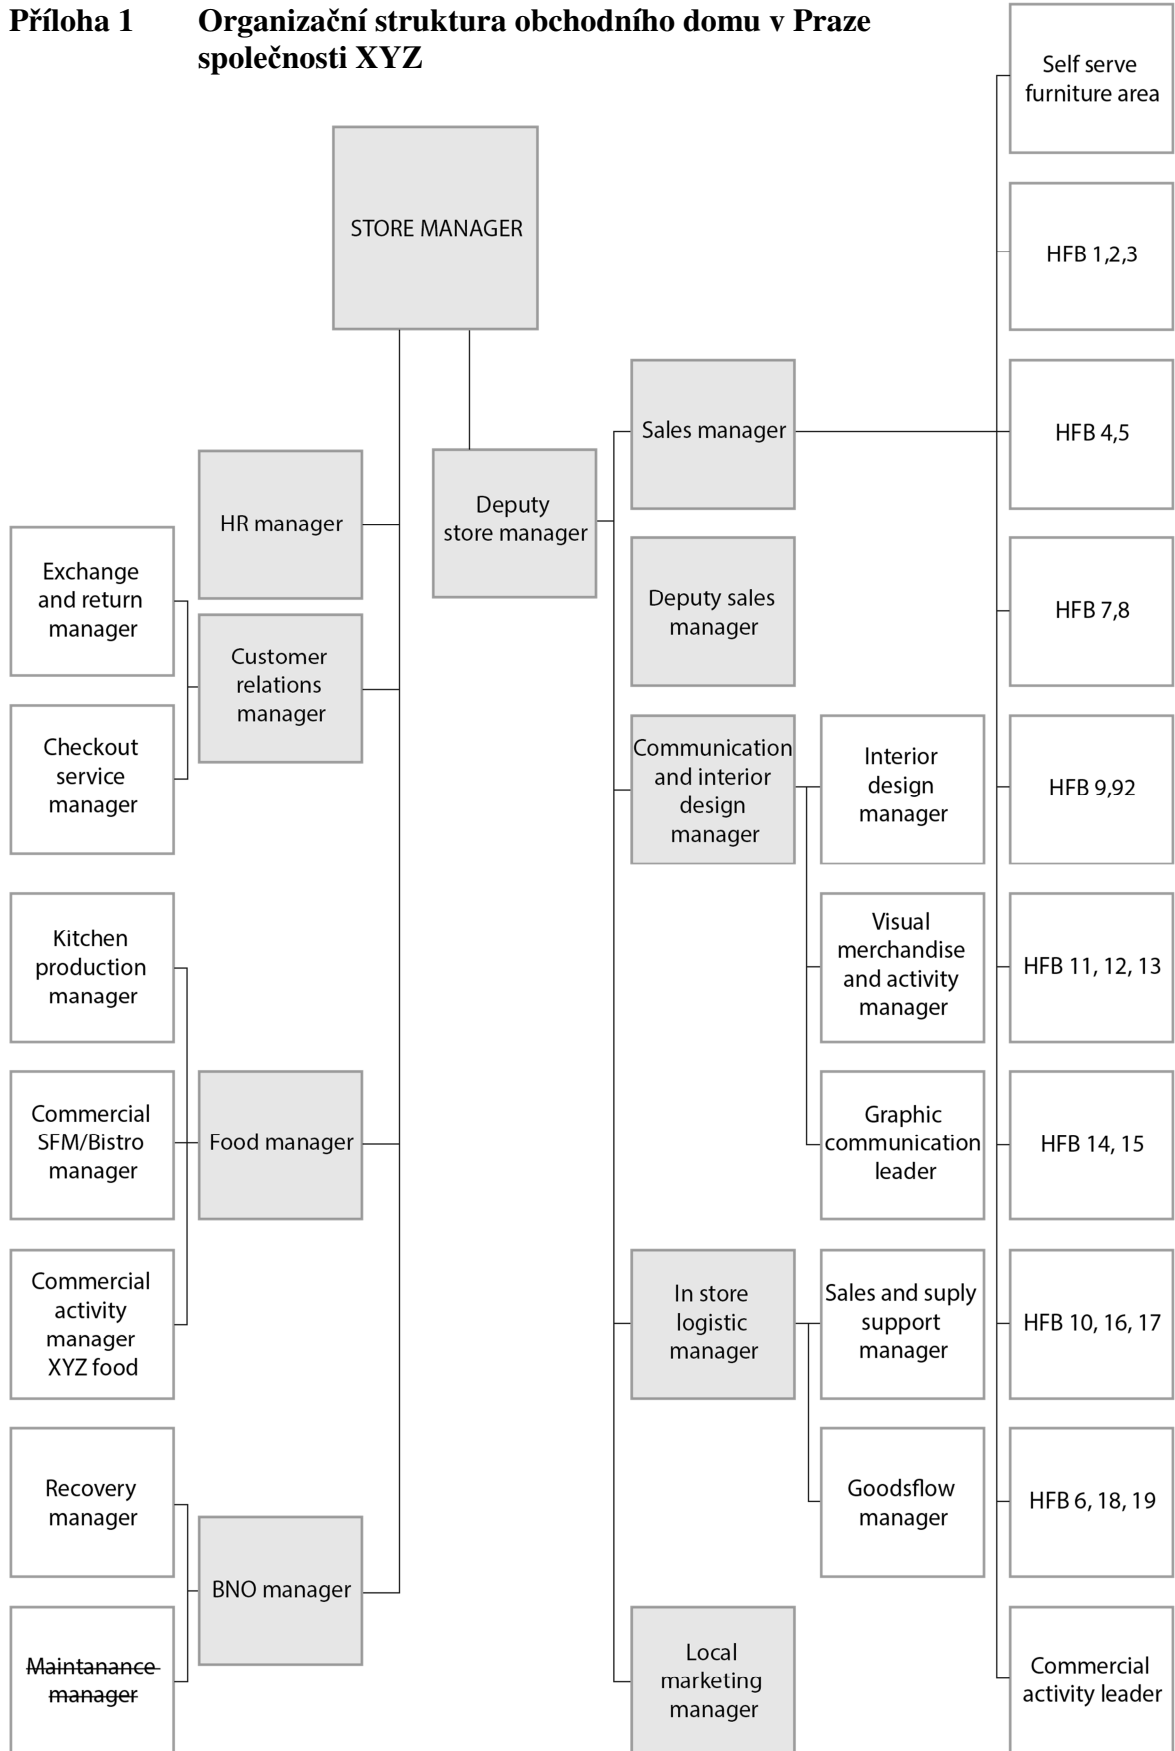 Příloha 1 Organizační struktura obchodního domu v Praze
společnosti XYZ
STORE MANAGER
HR manager
Deputy
store manager
Exchange
and return
manager
Customer
relations
manager
Checkout
service
manager
Kitchen
production
manager
Commercial
SFM/Bistro
manager
Food manager
Commercial
activity
manager
XYZ food
Recovery
manager
BNO manager
Maintanance
manager
Sales manager
Deputy sales
manager
Communication
and interior
design
manager
Interior
design
manager
Visual
merchandise
and activity
manager
Graphic
communication
leader
In store
logistic
manager
Sales and suply
support
manager
Goodsflow
manager
Local
marketing
manager
Self serve
furniture area
HFB 1,2,3
HFB 4,5
HFB 7,8
HFB 9,92
HFB 11, 12, 13
HFB 14, 15
HFB 10, 16, 17
HFB 6, 18, 19
Commercial
activity leader